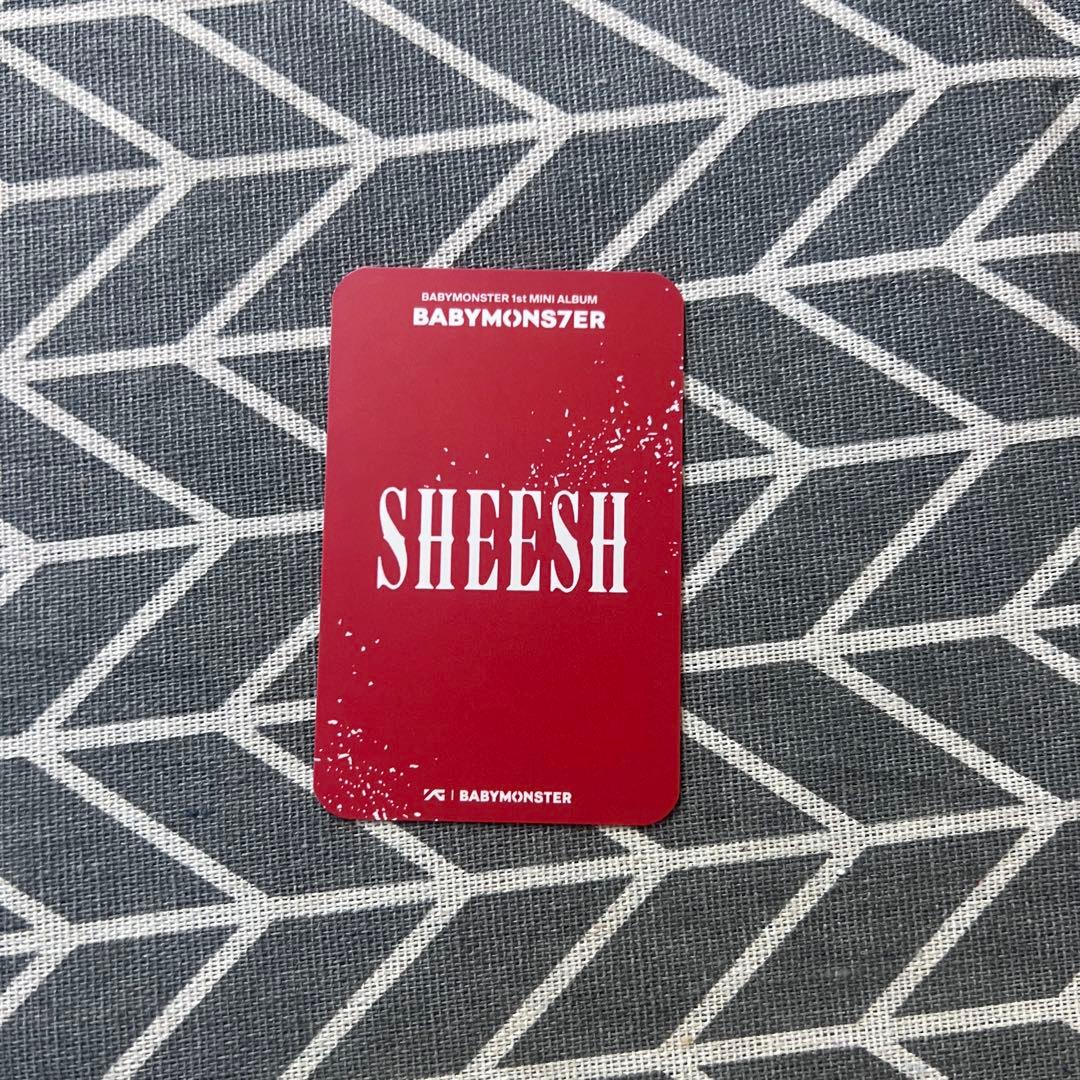 BABYMONSTER 1st MINI ALBUM
BABYMONS7ER
SHEESH
YG | BABYMONSTER